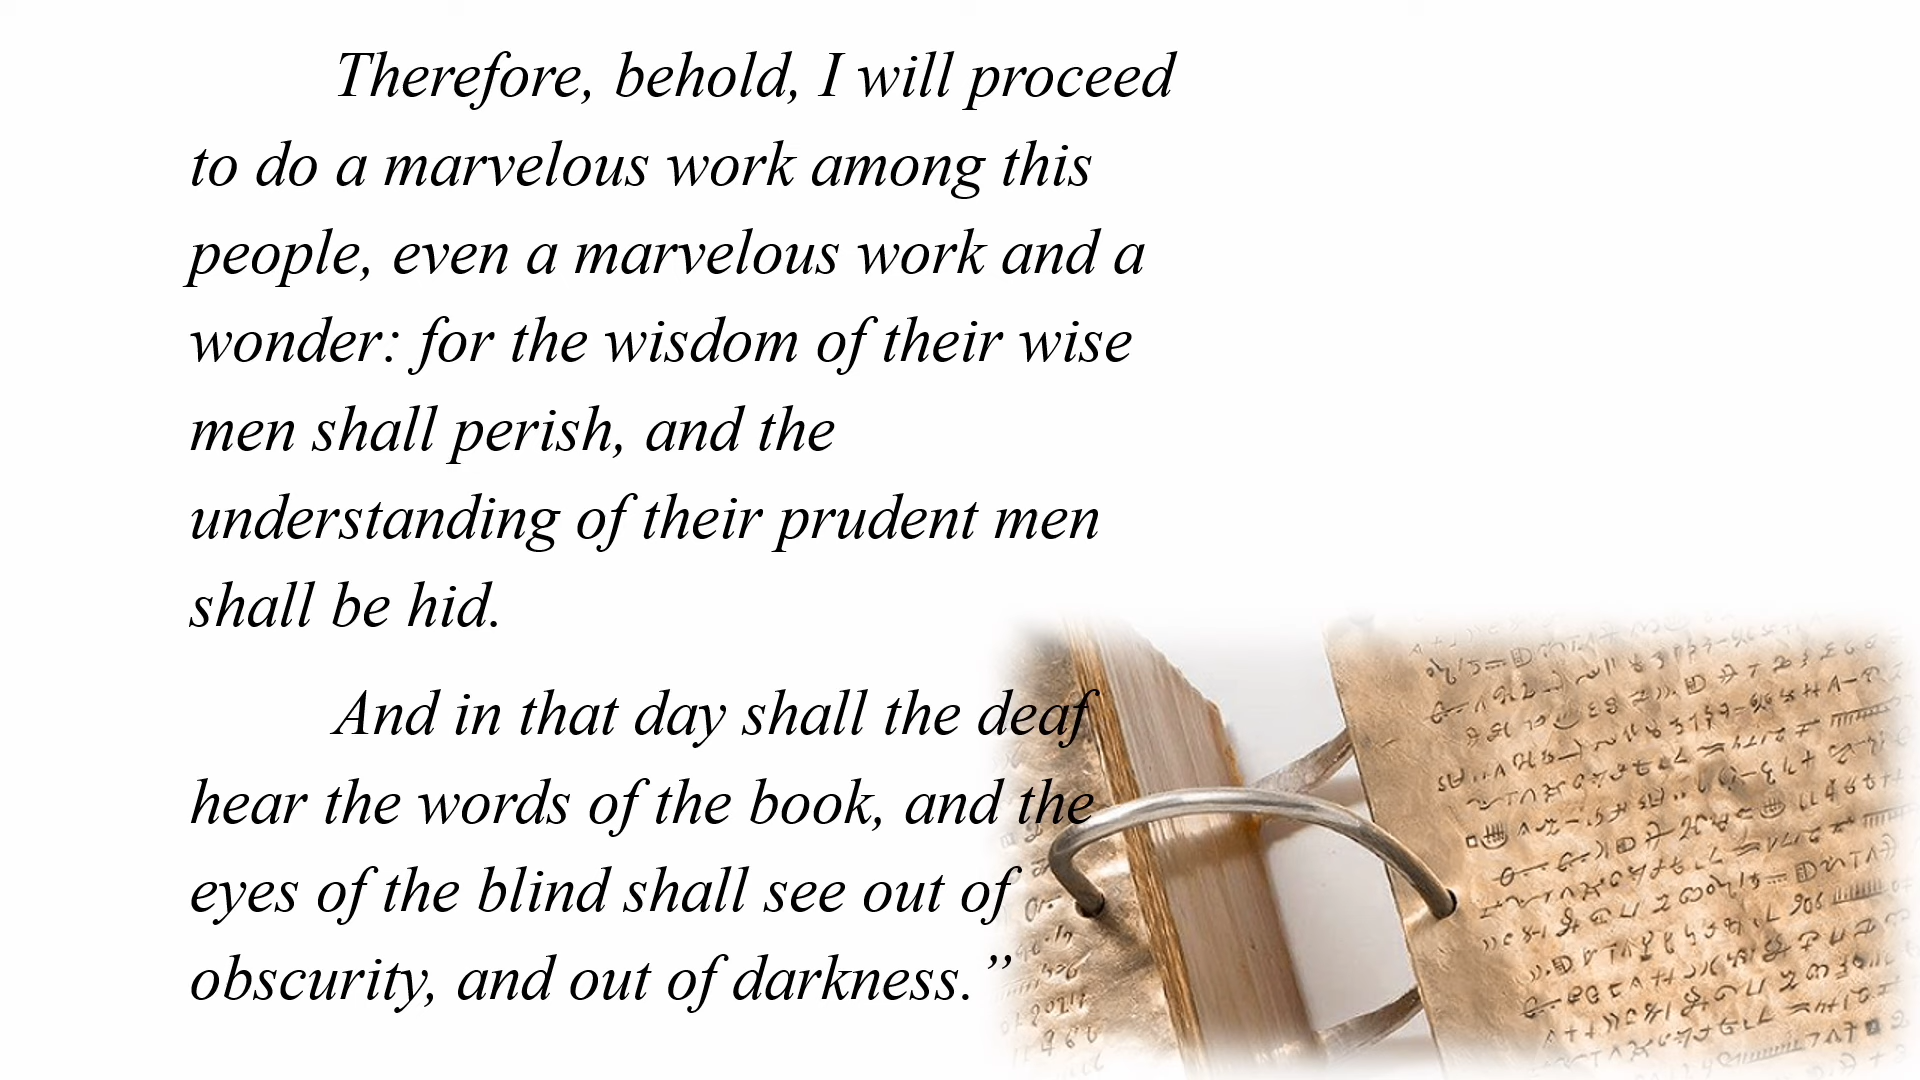 Therefore, behold, I will proceed
to do a marvelous work among this
people, even a marvelous work and a
wonder: for the wisdom of their wise
men shall perish, and the
understanding of their prudent men
shall be hid.
And in that day shall the deaf
hear the words of the book, and the
eyes of the blind shall see out of
obscurity, and out of darkness.”